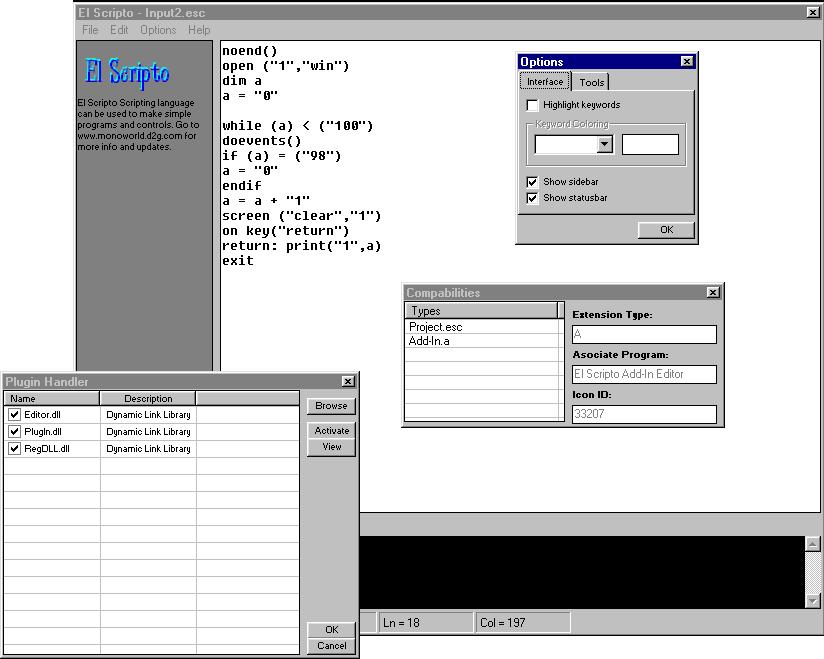 El Scripto - Input2.esc
File Edit Options Help
El Scripto
El Scripto Scripting language
can be used to make simple
programs and controls. Go to
www.monoworld.d2g.com for
more info and updates.
noend()
open ("1","win")
dim a
a = "0"
while (a) < ("100")
doevents()
if (a) = ("98")
a = "0"
endif
a = a + "1"
screen ("clear","1")
on key("return")
return: print("1",a)
exit
Options
Interface Tools
Highlight keywords
Keyword Coloring
Show sidebar
Show statusbar
OK
Compabilities
Types
Project.esc
Add-In.a
Extension Type:
A
Asociate Program:
El Scripto Add-In Editor
Icon ID:
33207
Plugin Handler
Name Description
Editor.dll Dynamic Link Library
PlugIn.dll Dynamic Link Library
RegDLL.dll Dynamic Link Library
Browse
Activate
View
OK
Cancel
Ln = 18 Col = 197